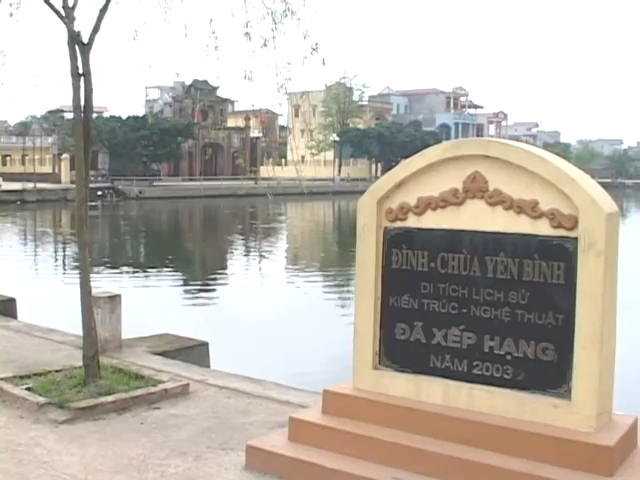 ĐÌNH - CHÙA YÊN BÌNH
DI TÍCH LỊCH SỬ
KIẾN TRÚC - NGHỆ THUẬT
ĐÃ XẾP HẠNG
NĂM 2003